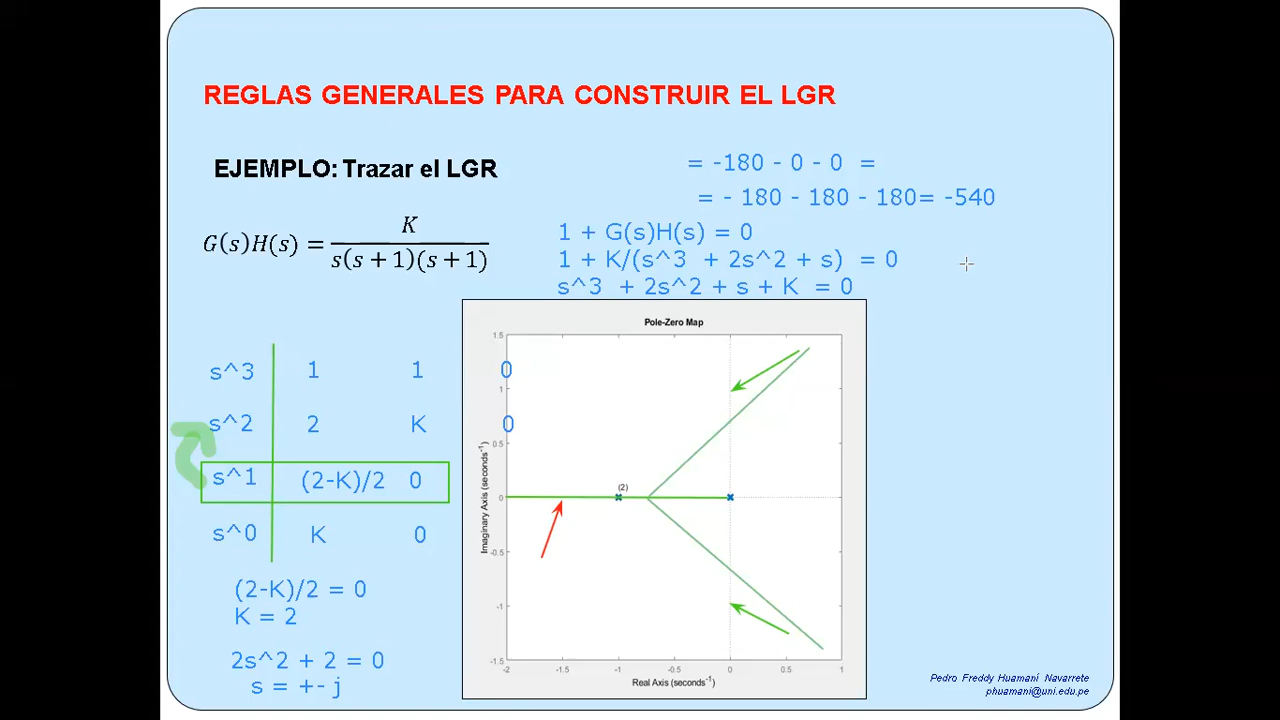 REGLAS GENERALES PARA CONSTRUIR EL LGR
EJEMPLO: Trazar el LGR
= -180 - 0 - 0 =
= - 180 - 180 - 180= -540
G(s)H(s) = K / s(s + 1)(s + 1)
1 + G(s)H(s) = 0
1 + K/(s^3 + 2s^2 + s) = 0
s^3 + 2s^2 + s + K = 0
s^3 1 1 0
s^2 2 K 0
s^1 (2-K)/2 0
s^0 K 0
(2-K)/2 = 0
K = 2
2s^2 + 2 = 0
s = +- j
Pole-Zero Map
1.5
1
0.5
0
-0.5
-1
-1.5
Imaginary Axis (seconds⁻¹)
(2)
-2 -1.5 -1 -0.5 0 0.5 1
Real Axis (seconds⁻¹)
Pedro Freddy Huamaní Navarrete
phuamani@uni.edu.pe